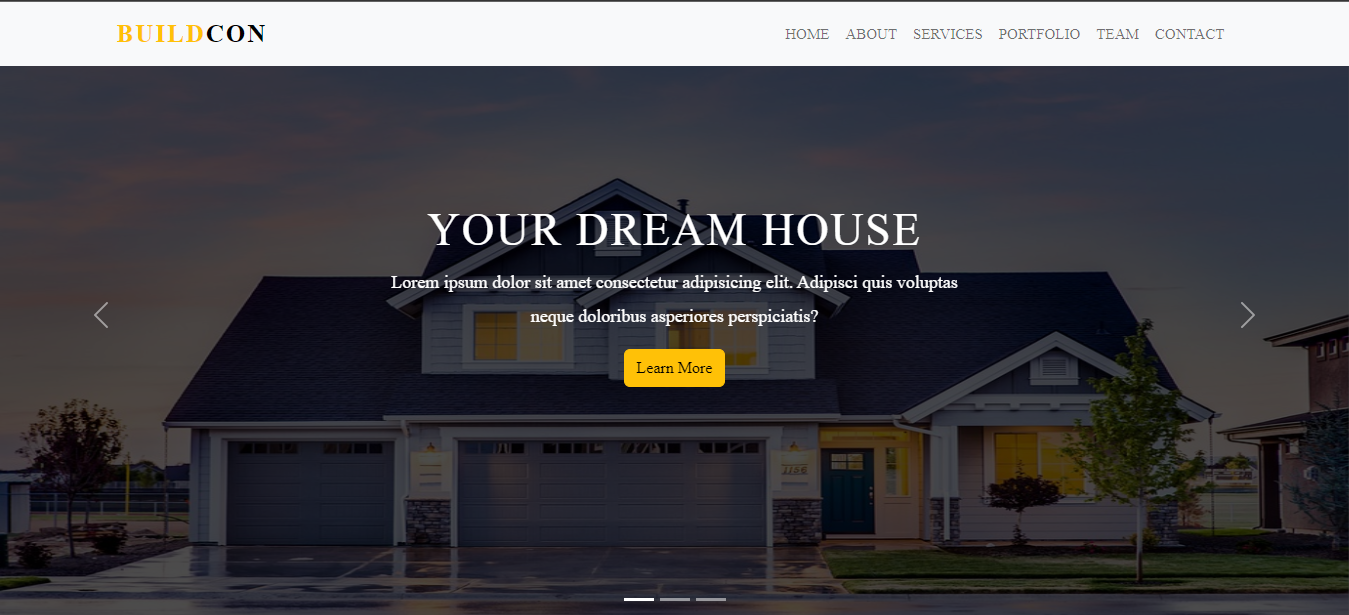 BUILDCON
HOME ABOUT SERVICES PORTFOLIO TEAM CONTACT
YOUR DREAM HOUSE
Lorem ipsum dolor sit amet consectetur adipisicing elit. Adipisci quis voluptas
neque doloribus asperiores perspiciatis?
Learn More
1156